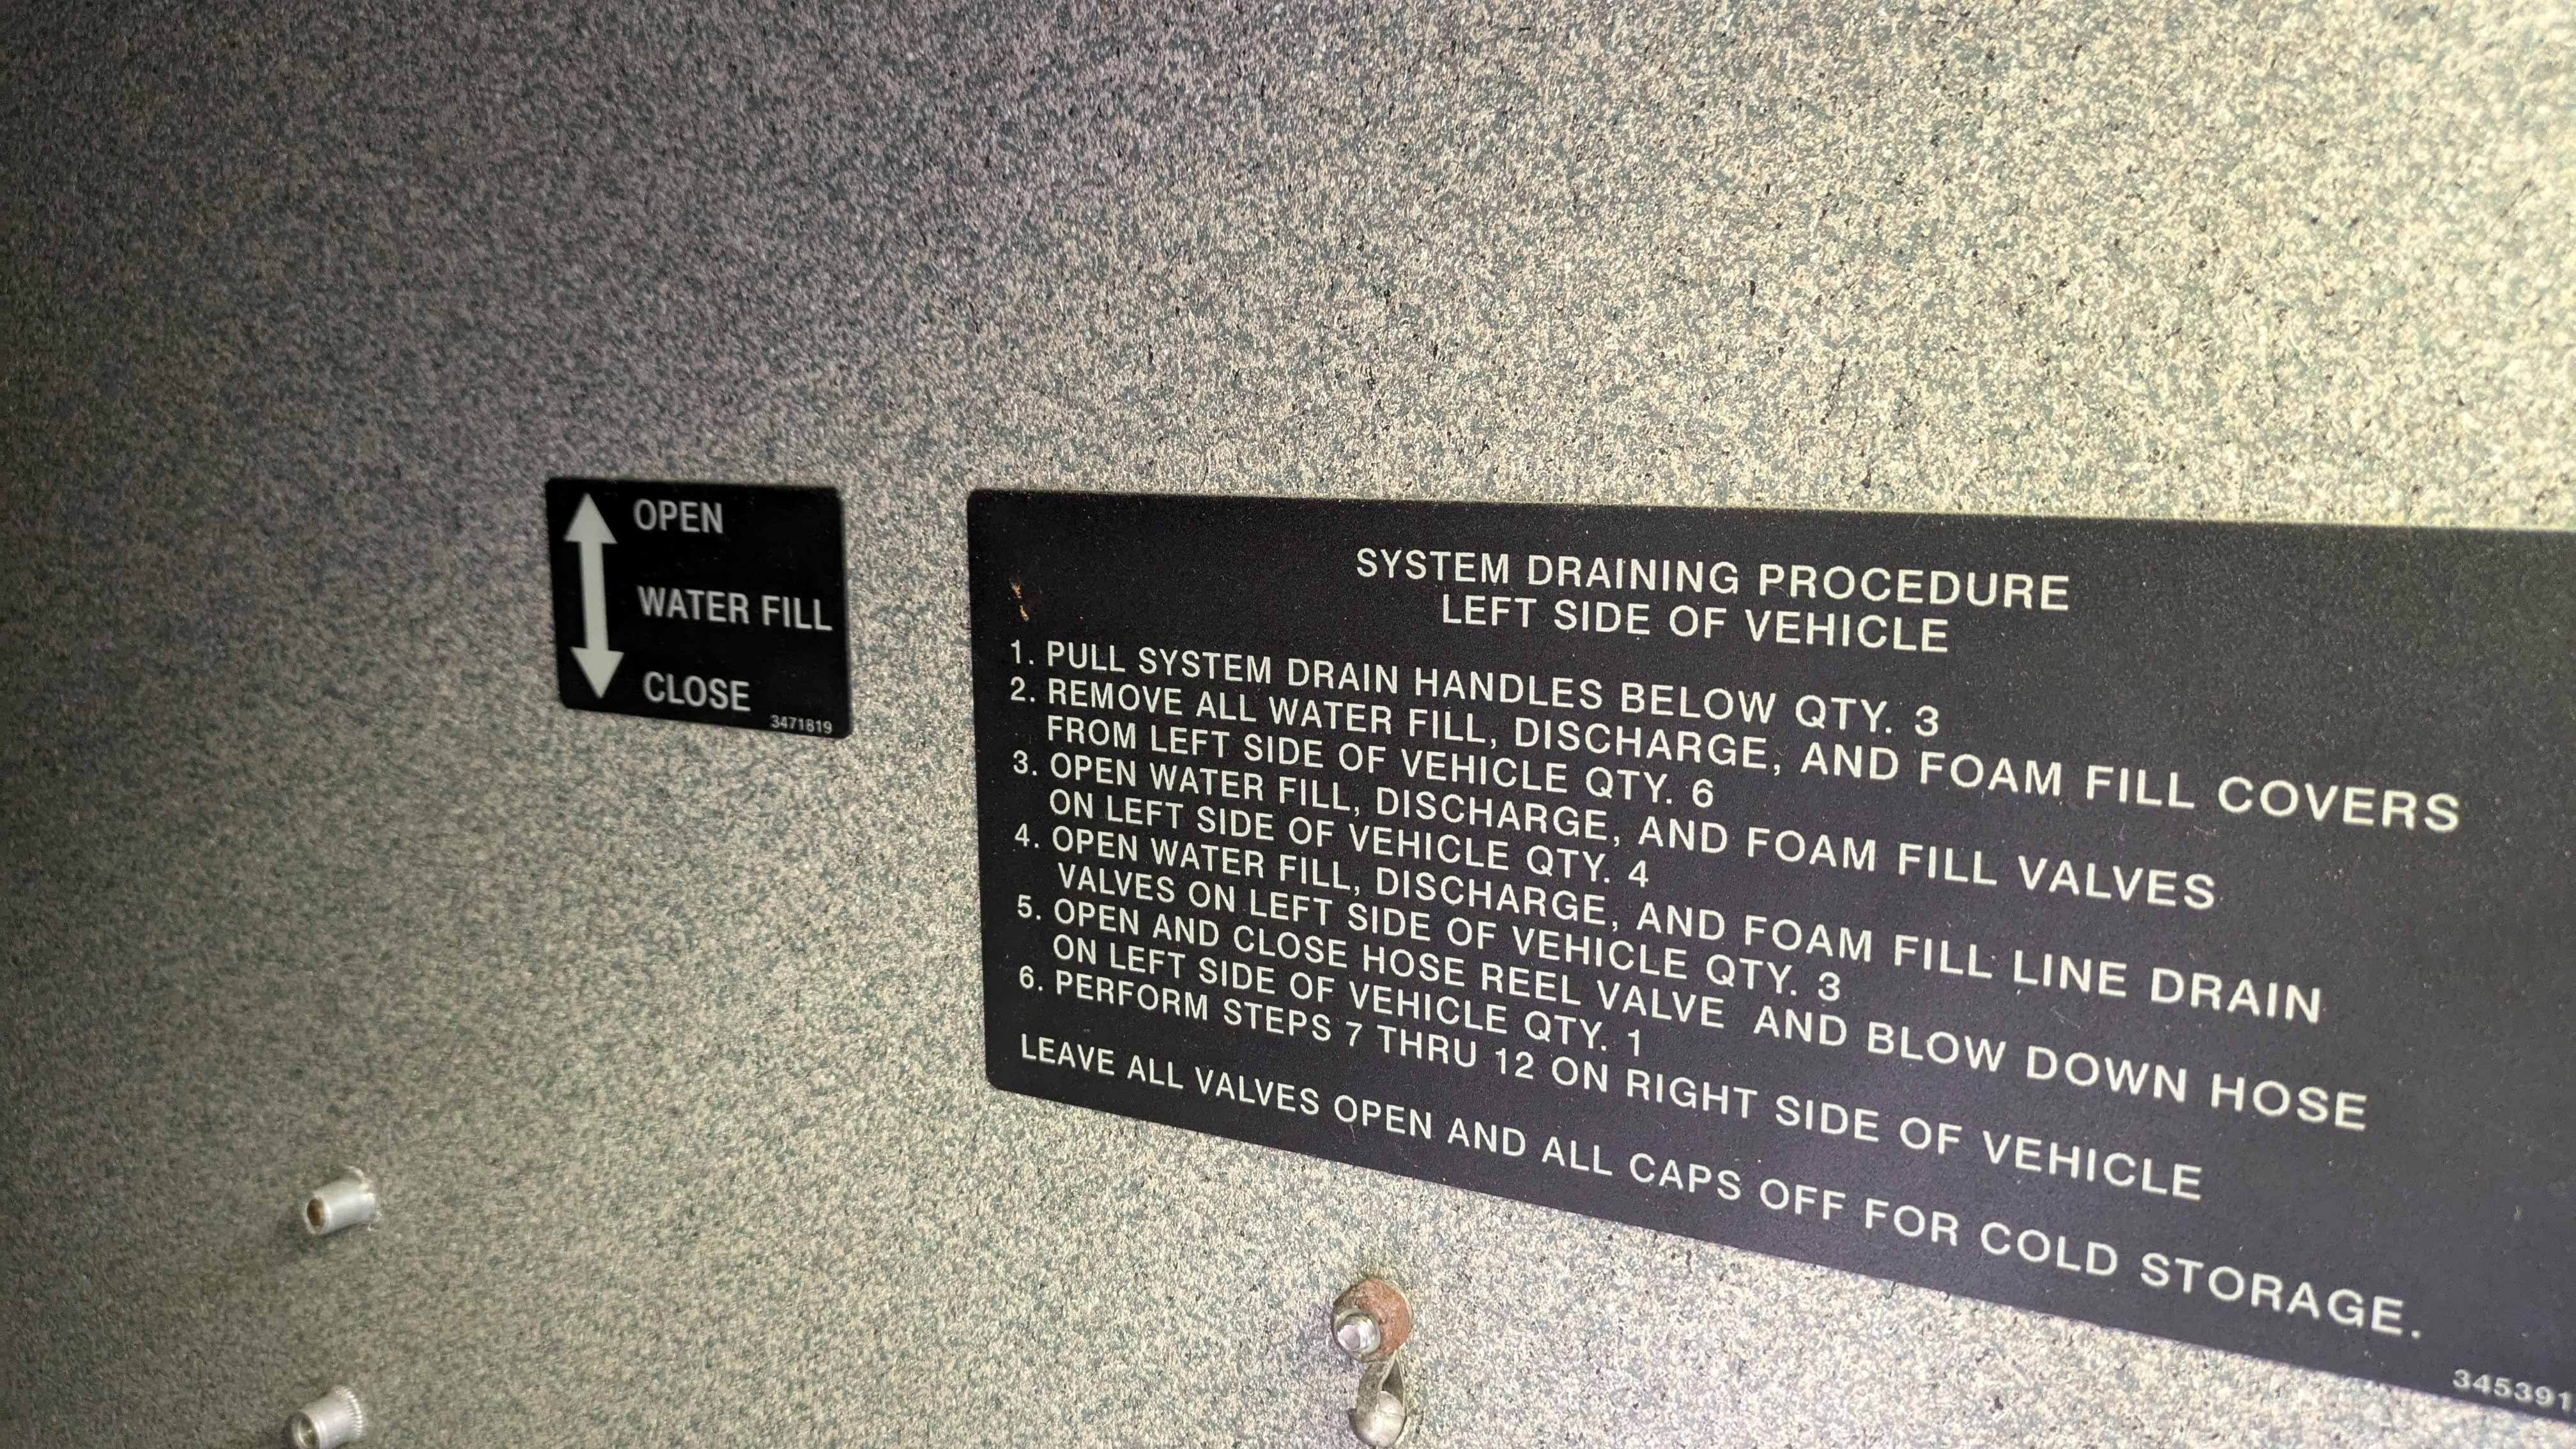 OPEN
WATER FILL
CLOSE
3471819
SYSTEM DRAINING PROCEDURE
LEFT SIDE OF VEHICLE
1. PULL SYSTEM DRAIN HANDLES BELOW QTY. 3
2. REMOVE ALL WATER FILL, DISCHARGE, AND FOAM FILL COVERS
FROM LEFT SIDE OF VEHICLE QTY. 6
3. OPEN WATER FILL, DISCHARGE, AND FOAM FILL VALVES
ON LEFT SIDE OF VEHICLE QTY. 4
4. OPEN WATER FILL, DISCHARGE, AND FOAM FILL LINE DRAIN
VALVES ON LEFT SIDE OF VEHICLE QTY. 3
5. OPEN AND CLOSE HOSE REEL VALVE AND BLOW DOWN HOSE
ON LEFT SIDE OF VEHICLE QTY. 1
6. PERFORM STEPS 7 THRU 12 ON RIGHT SIDE OF VEHICLE
LEAVE ALL VALVES OPEN AND ALL CAPS OFF FOR COLD STORAGE.